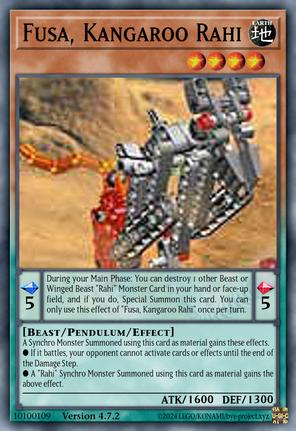 Fusa, Kangaroo Rahi
EARTH
地
During your Main Phase: You can destroy 1 other Beast or
Winged Beast "Rahi" Monster Card in your hand or face-up
field, and if you do, Special Summon this card. You can
only use this effect of "Fusa, Kangaroo Rahi" once per turn.
5
5
[Beast/Pendulum/Effect]
A Synchro Monster Summoned using this card as material gains these effects.
● If it battles, your opponent cannot activate cards or effects until the end of
the Damage Step.
● A "Rahi" Synchro Monster Summoned using this card as material gains the
above effect.
ATK/1600 DEF/1300
10100109 Version 4.7.2 ©2024 LEGO/KONAMI/bye-project.xyz